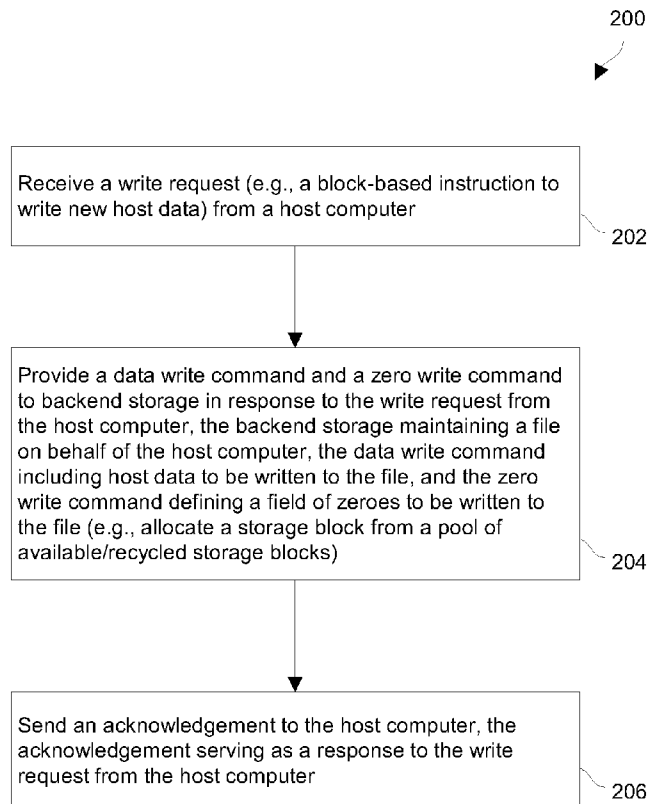 200
Receive a write request (e.g., a block-based instruction to
write new host data) from a host computer
202
Provide a data write command and a zero write command
to backend storage in response to the write request from
the host computer, the backend storage maintaining a file
on behalf of the host computer, the data write command
including host data to be written to the file, and the zero
write command defining a field of zeroes to be written to
the file (e.g., allocate a storage block from a pool of
available/recycled storage blocks)
204
Send an acknowledgement to the host computer, the
acknowledgement serving as a response to the write
request from the host computer
206